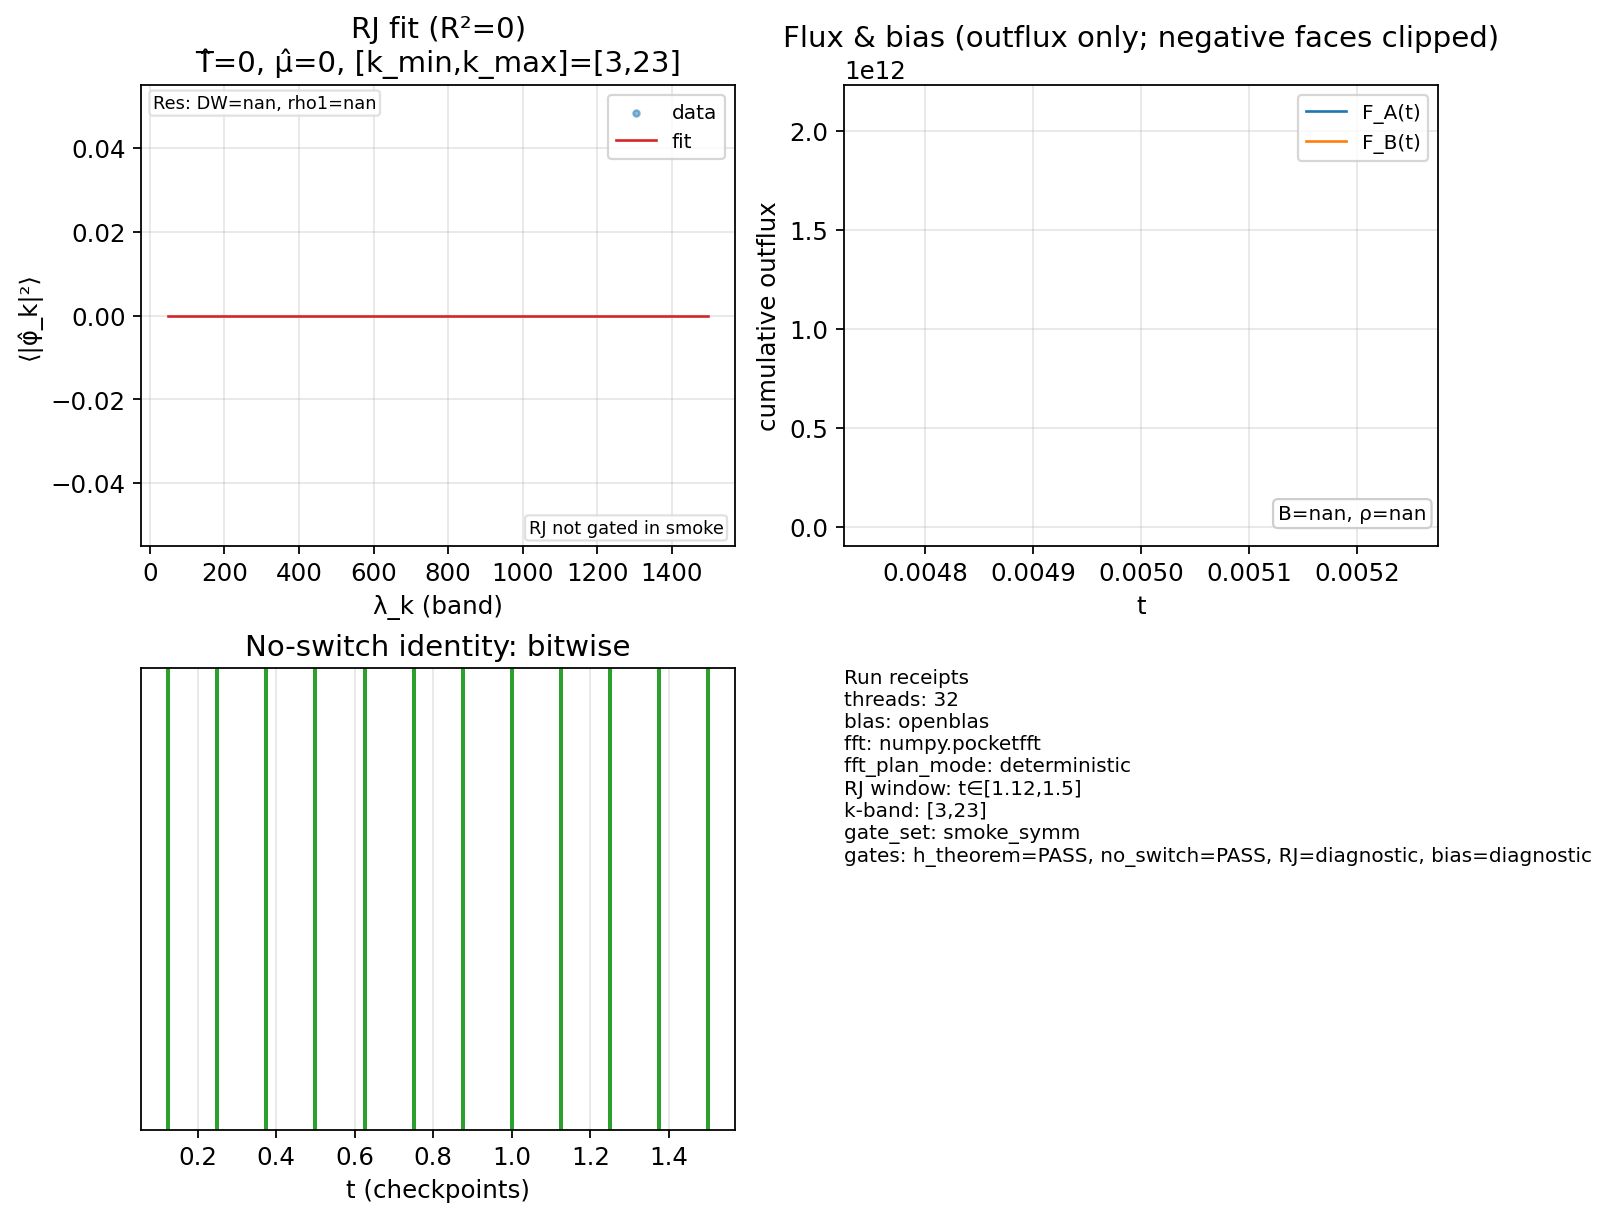 RJ fit (R²=0)
T̂=0, μ̂=0, [k_min,k_max]=[3,23]
Res: DW=nan, rho1=nan
data
fit
0.04
0.02
0.00
−0.02
−0.04
⟨|φ̂_k|²⟩
RJ not gated in smoke
0 200 400 600 800 1000 1200 1400
λ_k (band)
Flux & bias (outflux only; negative faces clipped)
1e12
F_A(t)
F_B(t)
2.0
1.5
1.0
0.5
0.0
cumulative outflux
B=nan, ρ=nan
0.0048 0.0049 0.0050 0.0051 0.0052
t
No-switch identity: bitwise
0.2 0.4 0.6 0.8 1.0 1.2 1.4
t (checkpoints)
Run receipts
threads: 32
blas: openblas
fft: numpy.pocketfft
fft_plan_mode: deterministic
RJ window: t∈[1.12,1.5]
k-band: [3,23]
gate_set: smoke_symm
gates: h_theorem=PASS, no_switch=PASS, RJ=diagnostic, bias=diagnostic